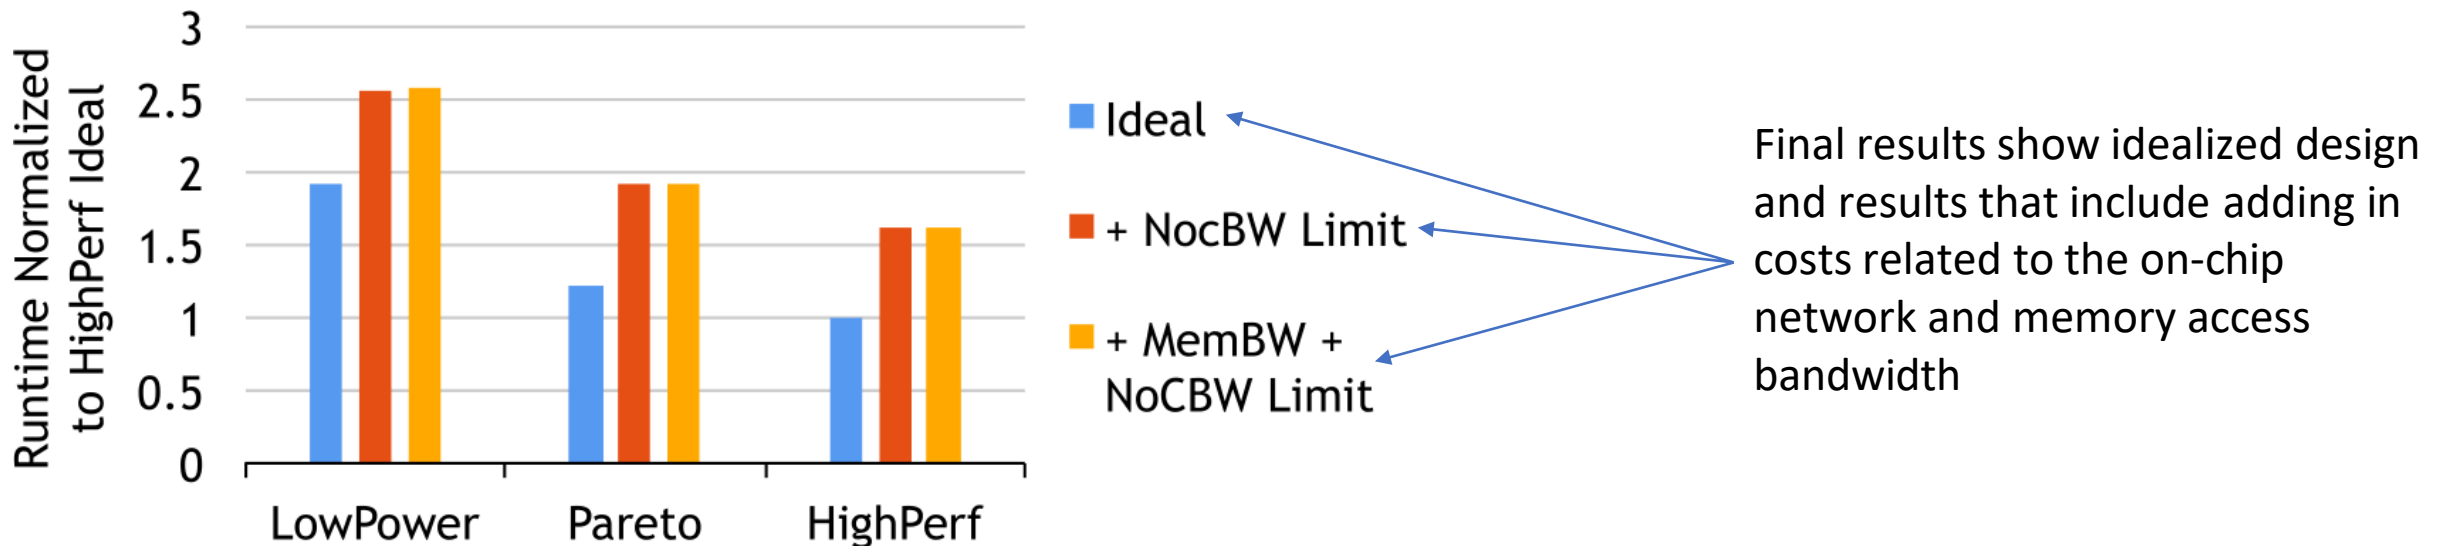 Runtime Normalized
to HighPerf Ideal
3
2.5
2
1.5
1
0.5
0
LowPower
Pareto
HighPerf
Ideal
+ NocBW Limit
+ MemBW +
NoCBW Limit
Final results show idealized design
and results that include adding in
costs related to the on-chip
network and memory access
bandwidth